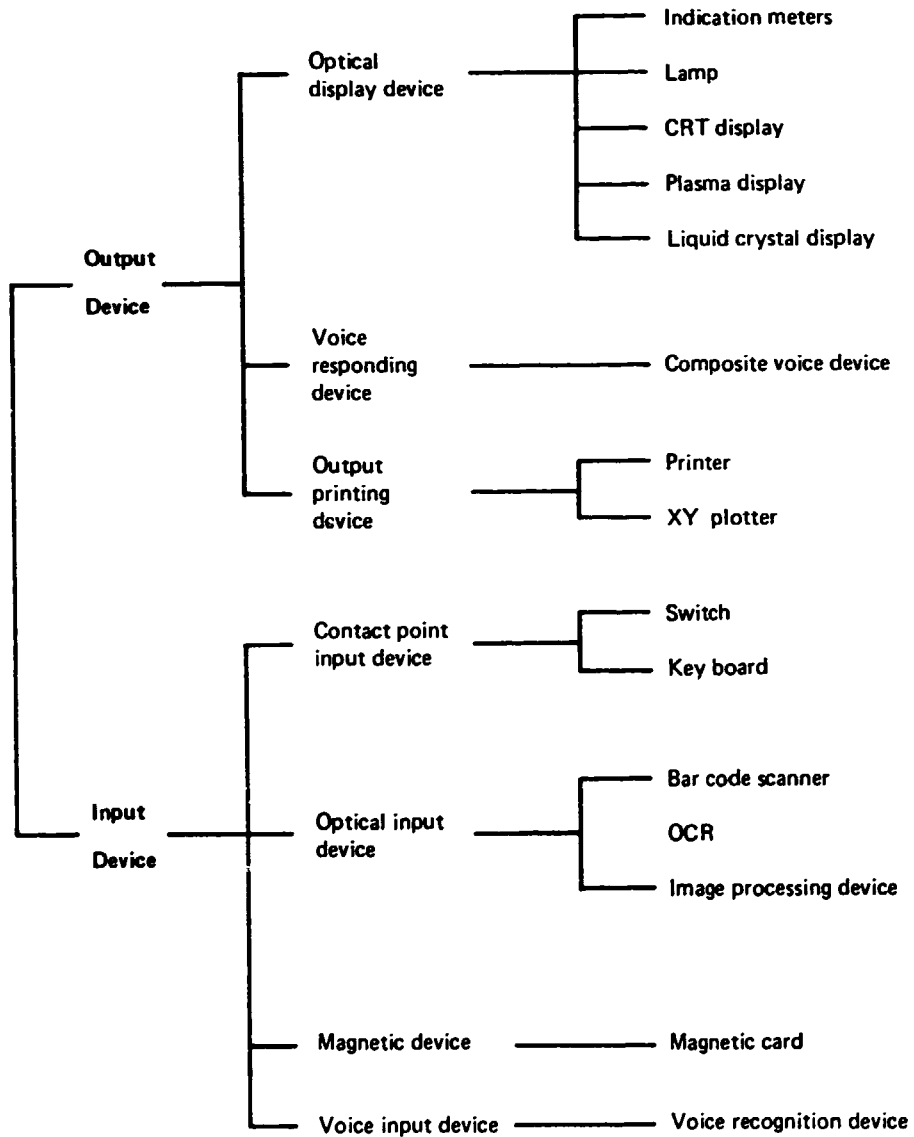 Indication meters
Optical
display device
Lamp
CRT display
Plasma display
Liquid crystal display
Output
Device
Voice
responding
device
Composite voice device
Output
printing
device
Printer
XY plotter
Contact point
input device
Switch
Key board
Input
Device
Optical input
device
Bar code scanner
OCR
Image processing device
Magnetic device
Magnetic card
Voice input device
Voice recognition device